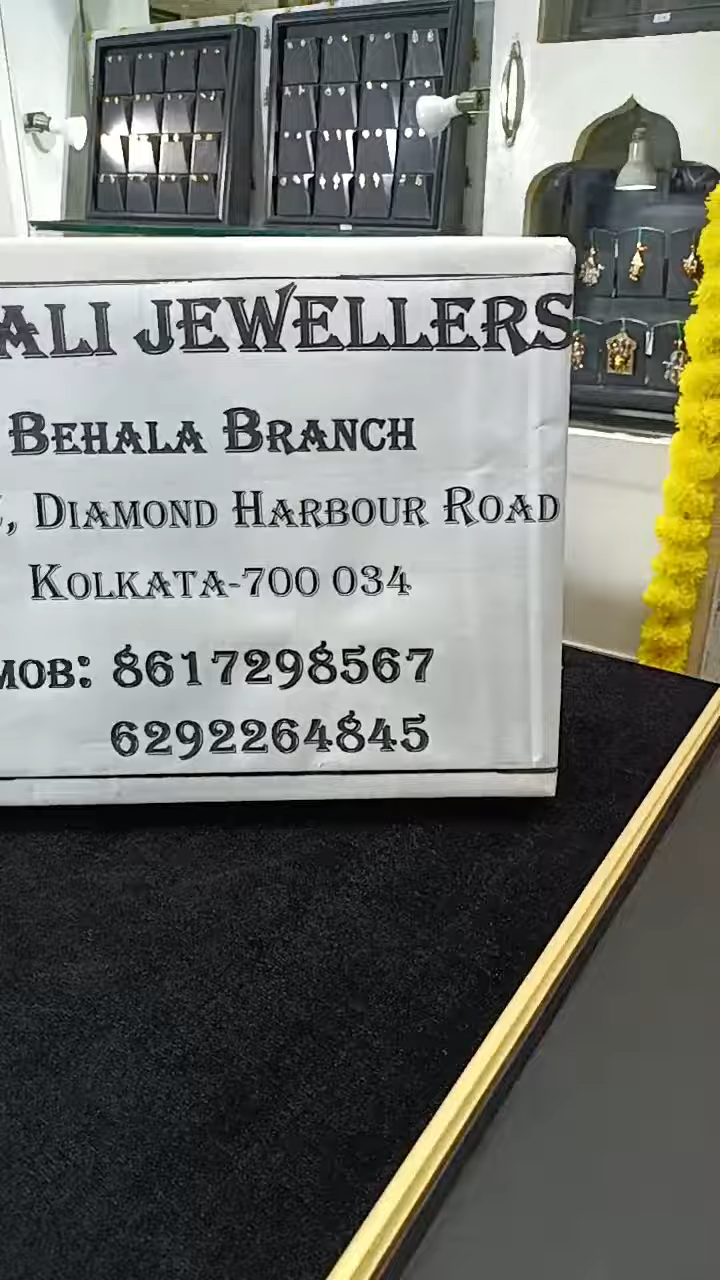 ALI JEWELLERS
BEHALA BRANCH
, DIAMOND HARBOUR ROAD
KOLKATA-700 034
MOB: 8617298567
6292264845